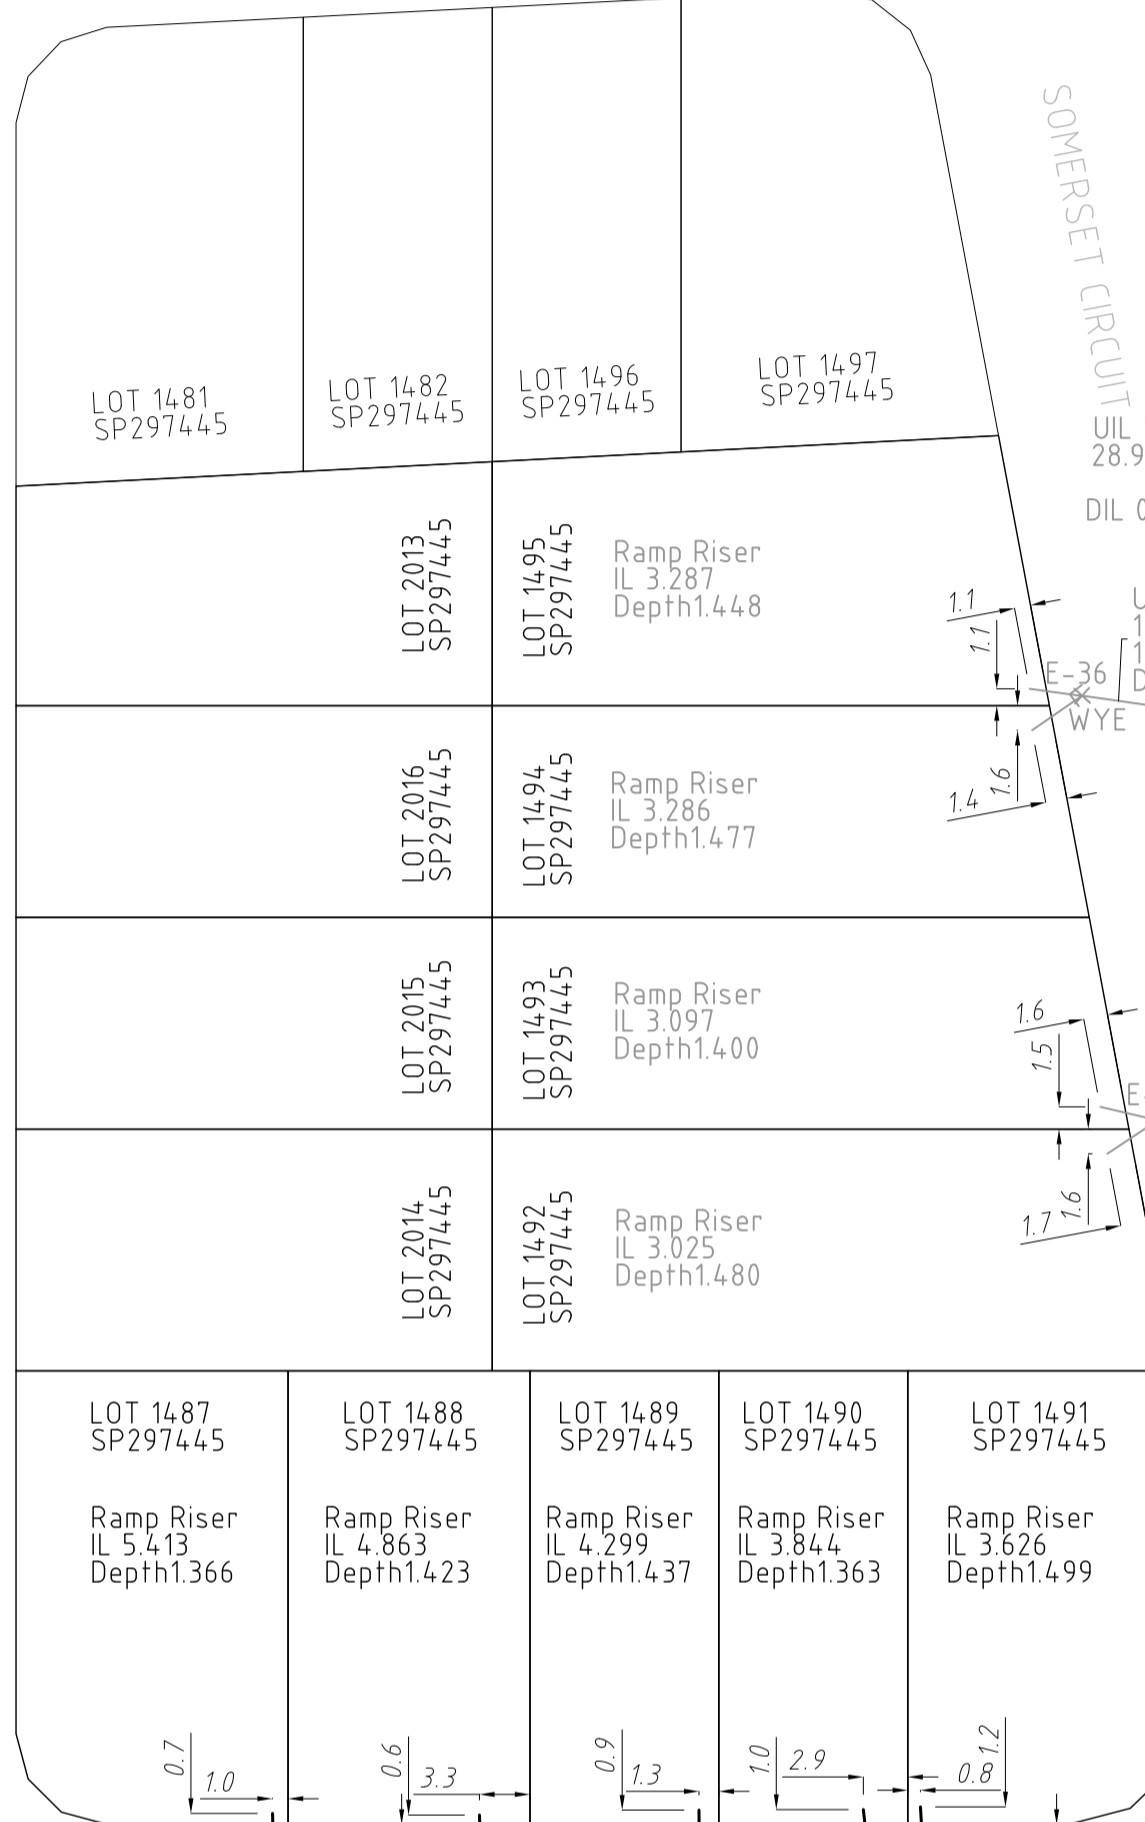 SOMERSET CIRCUIT
LOT 1481
SP297445
LOT 1482
SP297445
LOT 1496
SP297445
LOT 1497
SP297445
UIL
28.9
DIL
LOT 2013
SP297445
LOT 1495
SP297445
Ramp Riser
IL 3.287
Depth1.448
1.1
1.1
E-36
WYE
LOT 2016
SP297445
LOT 1494
SP297445
Ramp Riser
IL 3.286
Depth1.477
1.4
1.6
LOT 2015
SP297445
LOT 1493
SP297445
Ramp Riser
IL 3.097
Depth1.400
1.6
1.5
LOT 2014
SP297445
LOT 1492
SP297445
Ramp Riser
IL 3.025
Depth1.480
1.7
1.6
LOT 1487
SP297445
Ramp Riser
IL 5.413
Depth1.366
LOT 1488
SP297445
Ramp Riser
IL 4.863
Depth1.423
LOT 1489
SP297445
Ramp Riser
IL 4.299
Depth1.437
LOT 1490
SP297445
Ramp Riser
IL 3.844
Depth1.363
LOT 1491
SP297445
Ramp Riser
IL 3.626
Depth1.499
0.7
1.0
0.6
3.3
0.9
1.3
1.0
2.9
0.8
1.2